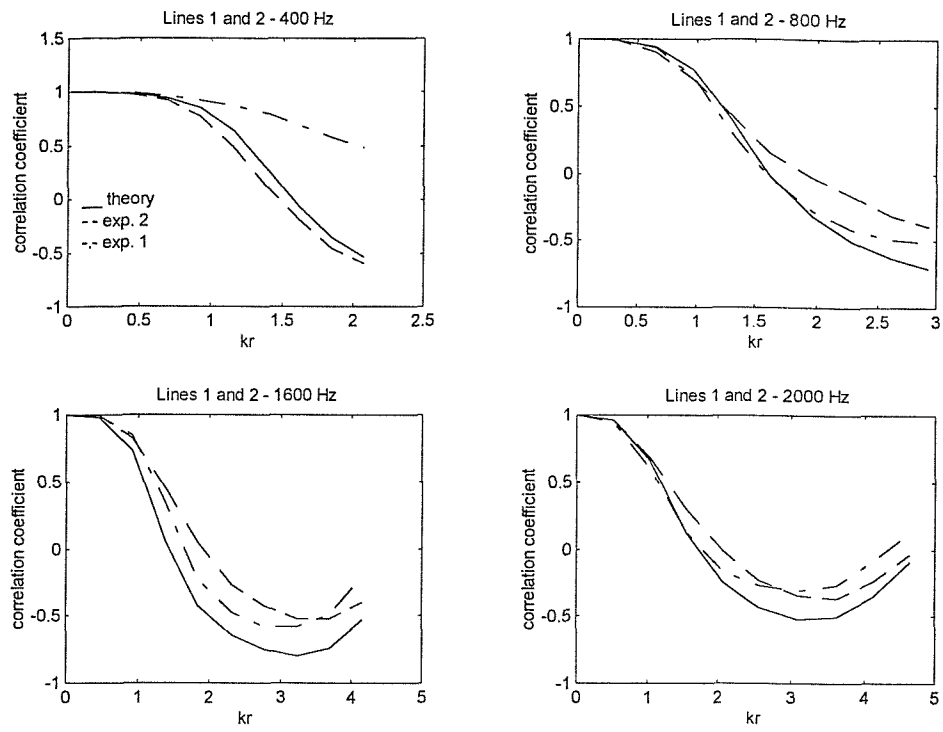 Lines 1 and 2 - 400 Hz
1.5
1
0.5
0
-0.5
-1
correlation coefficient
theory
exp. 2
exp. 1
0 0.5 1 1.5 2 2.5
kr
Lines 1 and 2 - 800 Hz
1
0.5
0
-0.5
-1
correlation coefficient
0 0.5 1 1.5 2 2.5 3
kr
Lines 1 and 2 - 1600 Hz
1
0.5
0
-0.5
-1
correlation coefficient
0 1 2 3 4 5
kr
Lines 1 and 2 - 2000 Hz
1
0.5
0
-0.5
-1
correlation coefficient
0 1 2 3 4 5
kr